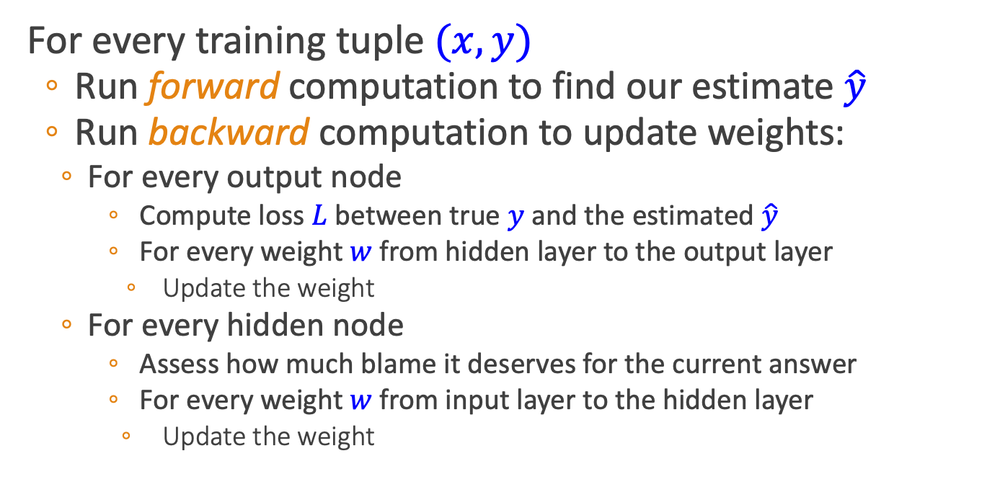 For every training tuple (x, y)
◦ Run forward computation to find our estimate ŷ
◦ Run backward computation to update weights:
◦ For every output node
◦ Compute loss L between true y and the estimated ŷ
◦ For every weight w from hidden layer to the output layer
◦ Update the weight
◦ For every hidden node
◦ Assess how much blame it deserves for the current answer
◦ For every weight w from input layer to the hidden layer
◦ Update the weight